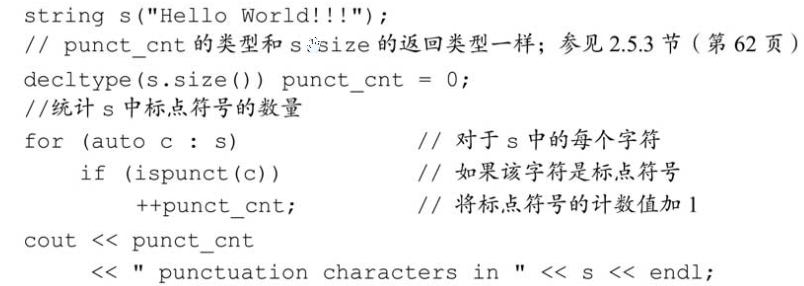 string s("Hello World!!!");
// punct_cnt 的类型和 s.size 的返回类型一样；参见 2.5.3 节（第 62 页）
decltype(s.size()) punct_cnt = 0;
//统计 s 中标点符号的数量
for (auto c : s) // 对于 s 中的每个字符
if (ispunct(c)) // 如果该字符是标点符号
++punct_cnt; // 将标点符号的计数值加 1
cout << punct_cnt
<< " punctuation characters in " << s << endl;